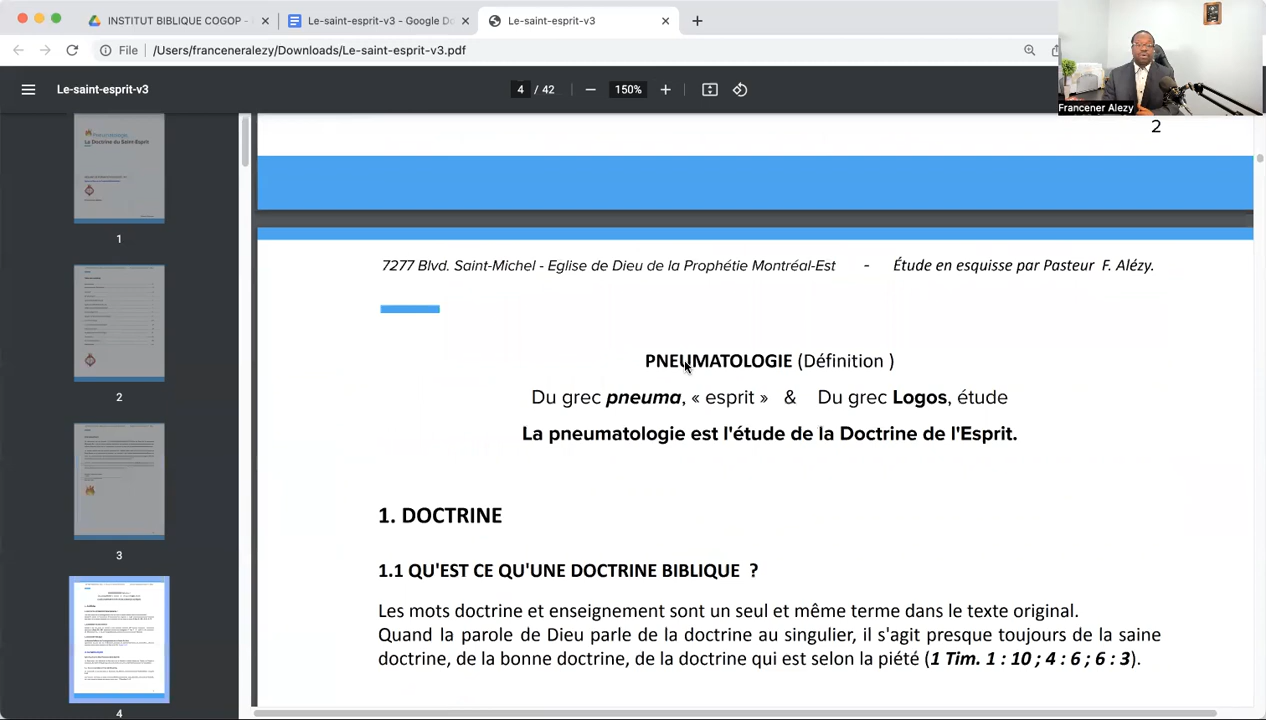 INSTITUT BIBLIQUE COGOP -
Le-saint-esprit-v3 - Google Do
Le-saint-esprit-v3
File /Users/franceneralezy/Downloads/Le-saint-esprit-v3.pdf
Le-saint-esprit-v3
4 / 42
150%
Francener Alezy
2
Pneumatologie,
La Doctrine du Saint-Esprit
1
2
3
4
7277 Blvd. Saint-Michel - Eglise de Dieu de la Prophétie Montréal-Est - Étude en esquisse par Pasteur F. Alézy.
PNEUMATOLOGIE (Définition )
Du grec pneuma, « esprit » & Du grec Logos, étude
La pneumatologie est l'étude de la Doctrine de l'Esprit.
1. DOCTRINE
1.1 QU'EST CE QU'UNE DOCTRINE BIBLIQUE ?
Les mots doctrine et enseignement sont un seul et même terme dans le texte original.
Quand la parole de Dieu parle de la doctrine au singulier, il s'agit presque toujours de la saine
doctrine, de la bonne doctrine, de la doctrine qui est selon la piété (1 Tim. 1 : 10 ; 4 : 6 ; 6 : 3).